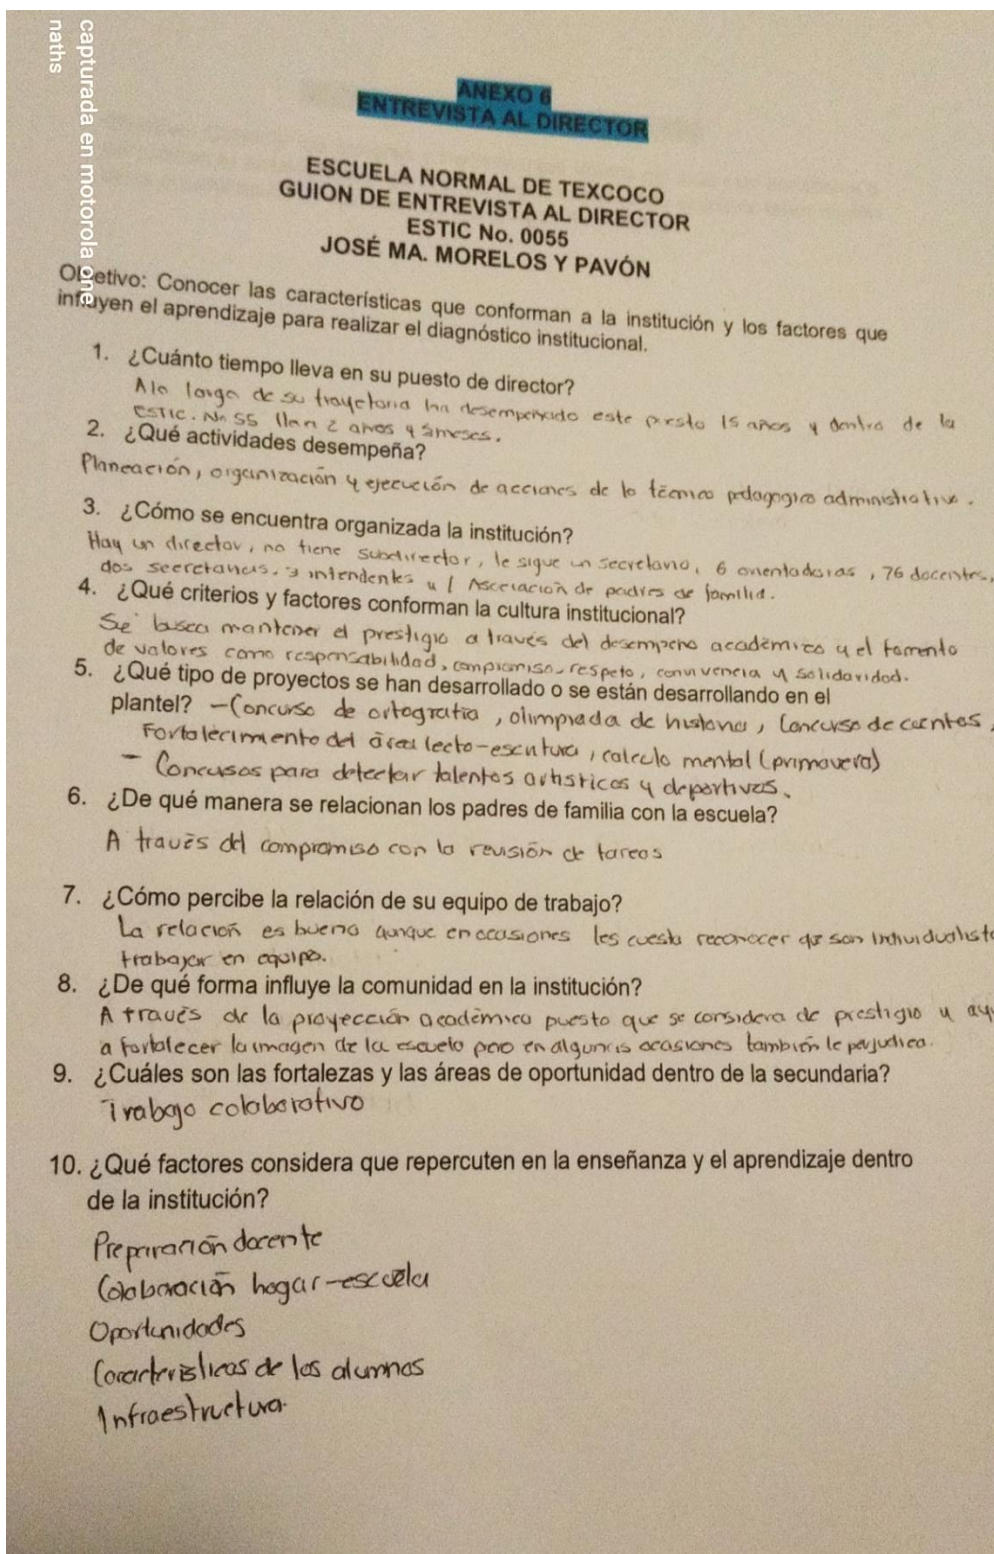 capturada en motorola one
naths
ANEXO 6
ENTREVISTA AL DIRECTOR
ESCUELA NORMAL DE TEXCOCO
GUION DE ENTREVISTA AL DIRECTOR
ESTIC No. 0055
JOSÉ MA. MORELOS Y PAVÓN
Objetivo: Conocer las características que conforman a la institución y los factores que
influyen el aprendizaje para realizar el diagnóstico institucional.
1. ¿Cuánto tiempo lleva en su puesto de director?
A lo largo de su trayectoria ha desempeñado este puesto 15 años y dentro de la
ESTIC. No 55 2 años y 5 meses.
2. ¿Qué actividades desempeña?
Planeación, organización y ejecución de acciones de lo técnico pedagogico administrativo.
3. ¿Cómo se encuentra organizada la institución?
Hay un director, no tiene subdirector, le sigue un secretario, 6 orientadoras, 76 docentes,
dos secretarias, 3 intendentes y 1 Asociación de padres de familia.
4. ¿Qué criterios y factores conforman la cultura institucional?
Se busca mantener el prestigio a través del desempeño académico y el fomento
de valores como responsabilidad, compromiso, respeto, convivencia y solidaridad.
5. ¿Qué tipo de proyectos se han desarrollado o se están desarrollando en el
plantel? - Concurso de ortografía, olimpiada de historia, Concurso de cuentos,
Fortalecimiento del área lecto-escritura, calculo mental (primavera)
- Concursos para detectar talentos artisticos y deportivos.
6. ¿De qué manera se relacionan los padres de familia con la escuela?
A través del compromiso con la revisión de tareas
7. ¿Cómo percibe la relación de su equipo de trabajo?
La relación es buena aunque en ocasiones les cuesta reconocer que son individualist
trabajar en equipo.
8. ¿De qué forma influye la comunidad en la institución?
A través de la proyección académica puesto que se considera de prestigio y ay
a fortalecer la imagen de la escuela pero en algunas ocasiones también le perjudica.
9. ¿Cuáles son las fortalezas y las áreas de oportunidad dentro de la secundaria?
Trabajo colaborativo
10. ¿Qué factores considera que repercuten en la enseñanza y el aprendizaje dentro
de la institución?
Preparación docente
Colaboración hogar-escuela
Oportunidades
Características de los alumnos
Infraestructura.